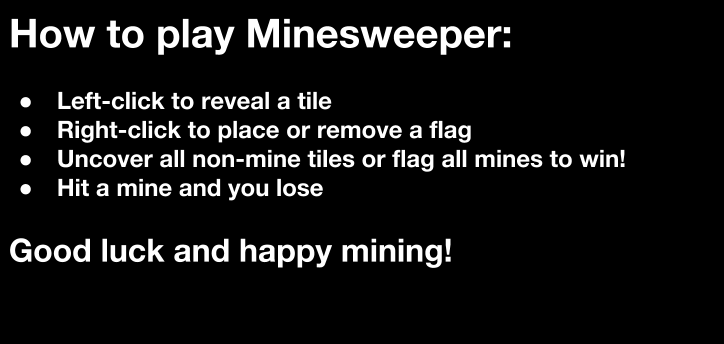 How to play Minesweeper:
● Left-click to reveal a tile
● Right-click to place or remove a flag
● Uncover all non-mine tiles or flag all mines to win!
● Hit a mine and you lose
Good luck and happy mining!